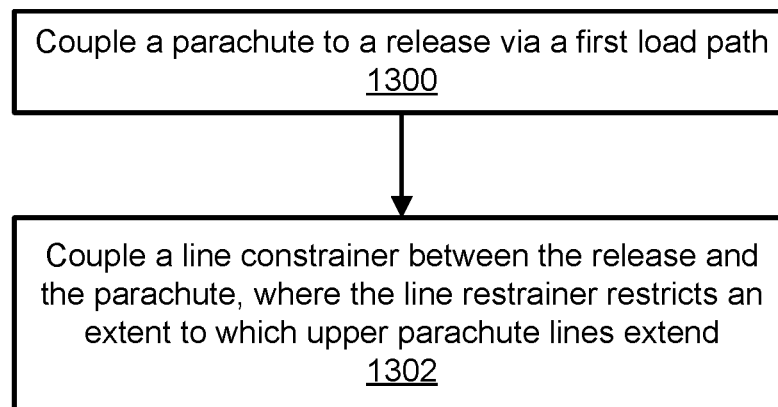 Couple a parachute to a release via a first load path
1300
Couple a line constrainer between the release and
the parachute, where the line restrainer restricts an
extent to which upper parachute lines extend
1302